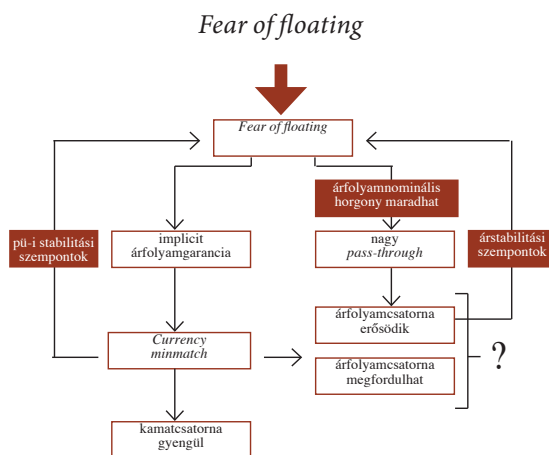 Fear of floating
Fear of floating
árfolyamnominális
horgony maradhat
pü-i stabilitási
szempontok
implicit
árfolyamgarancia
nagy
pass-through
árstabilitási
szempontok
árfolyamcsatorna
erősödik
Currency
minmatch
árfolyamcsatorna
megfordulhat
?
kamatcsatorna
gyengül